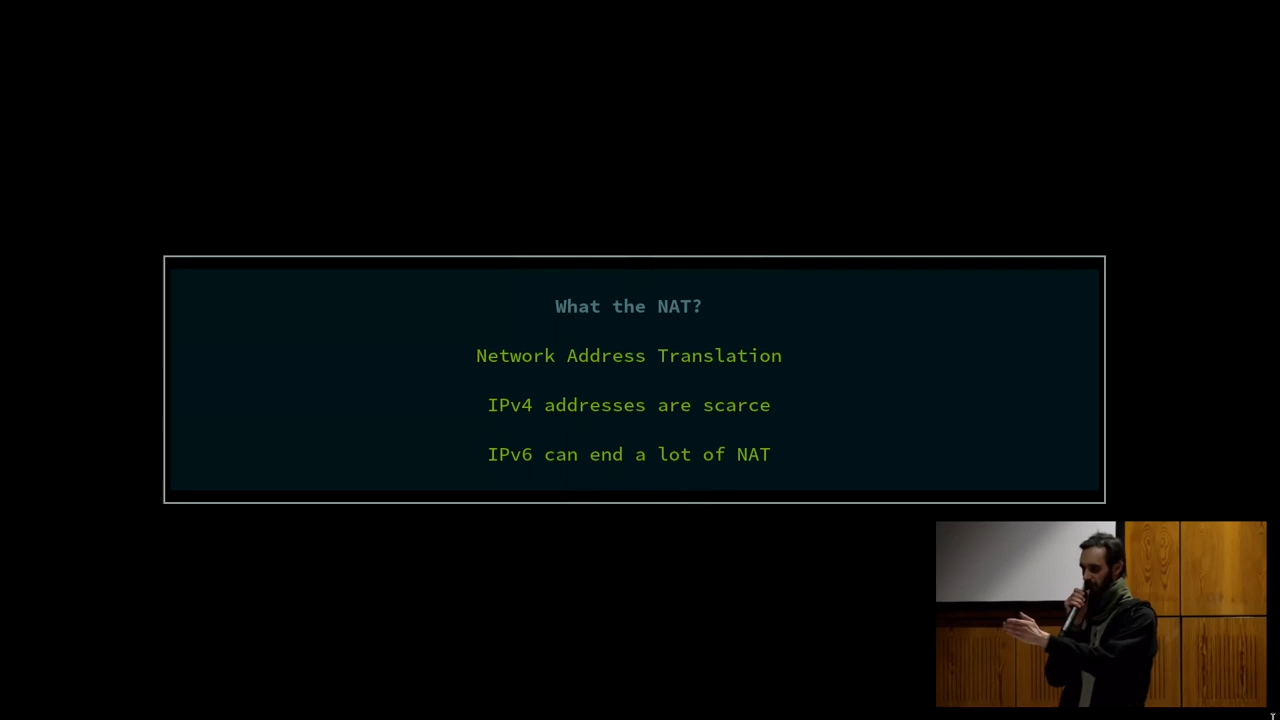 What the NAT?
Network Address Translation
IPv4 addresses are scarce
IPv6 can end a lot of NAT